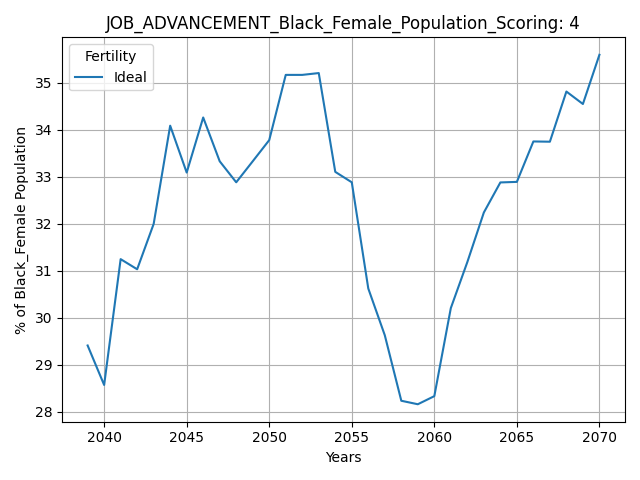 JOB_ADVANCEMENT_Black_Female_Population_Scoring: 4
Fertility
Ideal
% of Black_Female Population
35
34
33
32
31
30
29
28
2040 2045 2050 2055 2060 2065 2070
Years